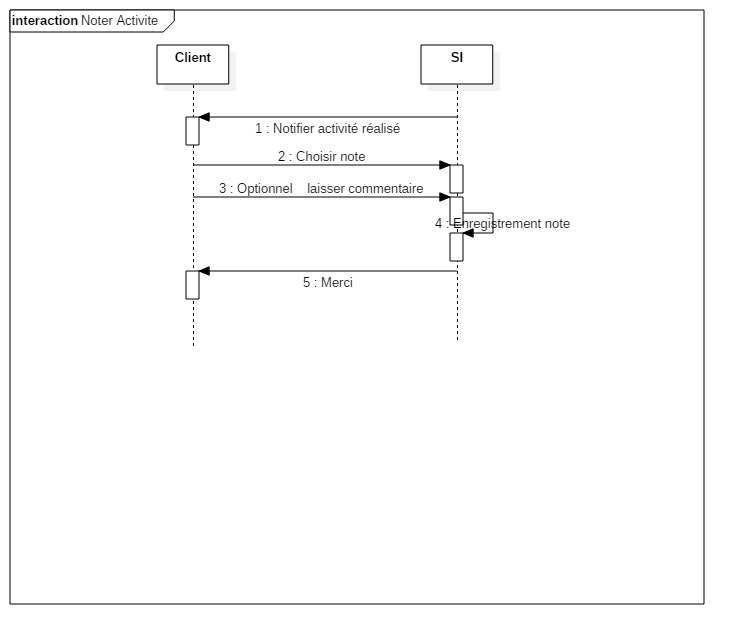 interaction Noter Activite
Client
SI
1 : Notifier activité réalisé
2 : Choisir note
3 : Optionnel    laisser commentaire
4 : Enregistrement note
5 : Merci